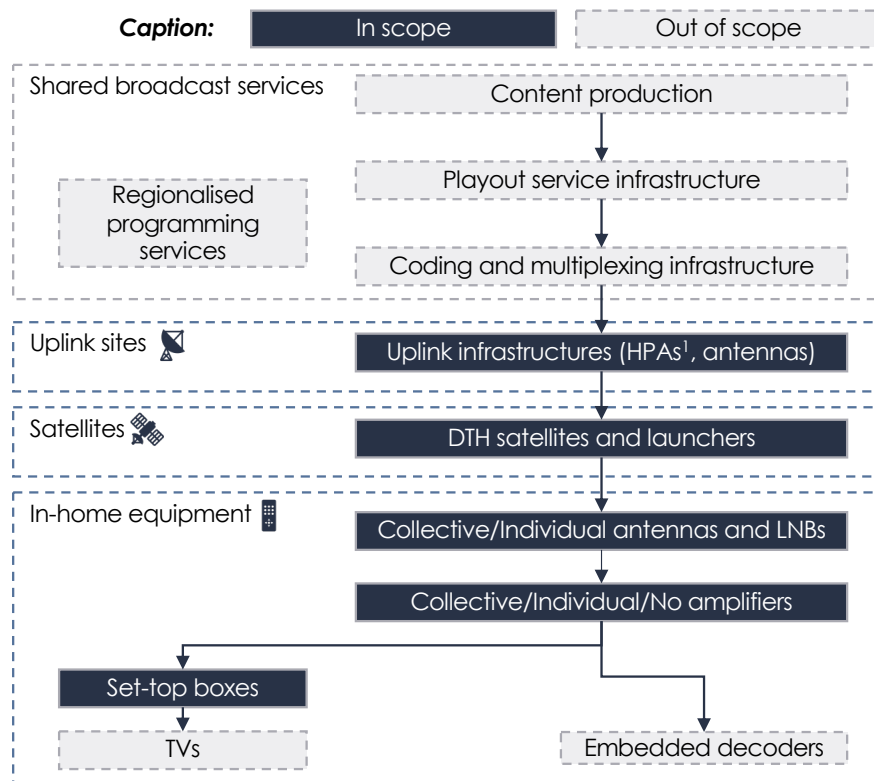 Caption:
In scope
Out of scope
Shared broadcast services
Content production
Playout service infrastructure
Regionalised
programming
services
Coding and multiplexing infrastructure
Uplink sites
Uplink infrastructures (HPAs¹, antennas)
Satellites
DTH satellites and launchers
In-home equipment
Collective/Individual antennas and LNBs
Collective/Individual/No amplifiers
Set-top boxes
TVs
Embedded decoders